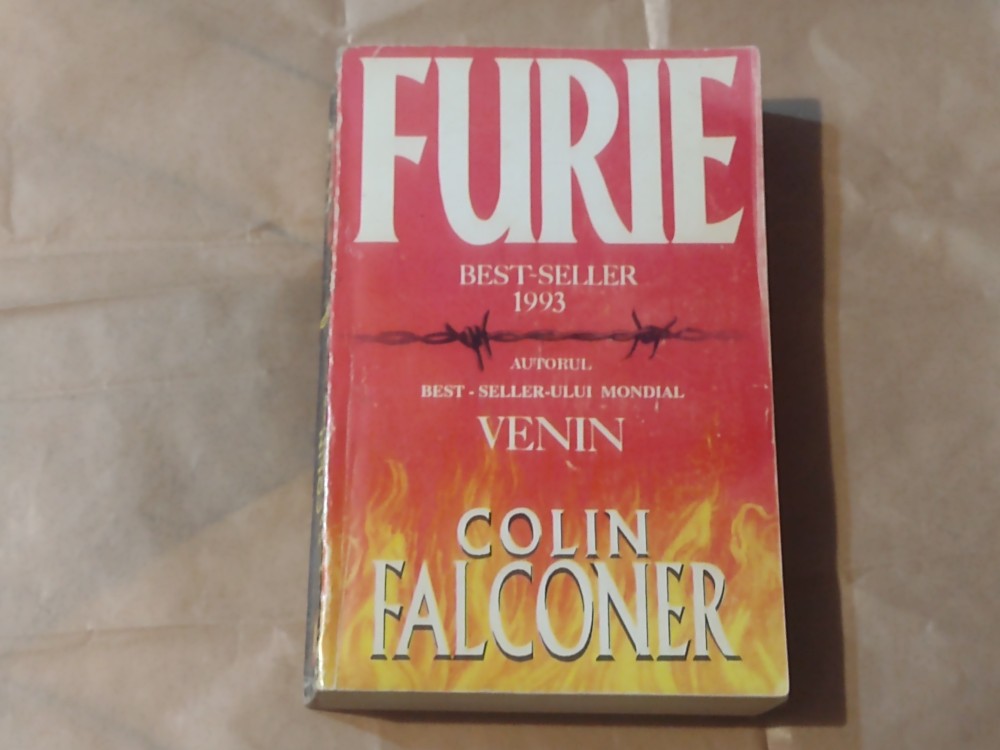 FURIE
BEST-SELLER
1993
AUTORUL
BEST - SELLER-ULUI MONDIAL
VENIN
COLIN
FALCONER